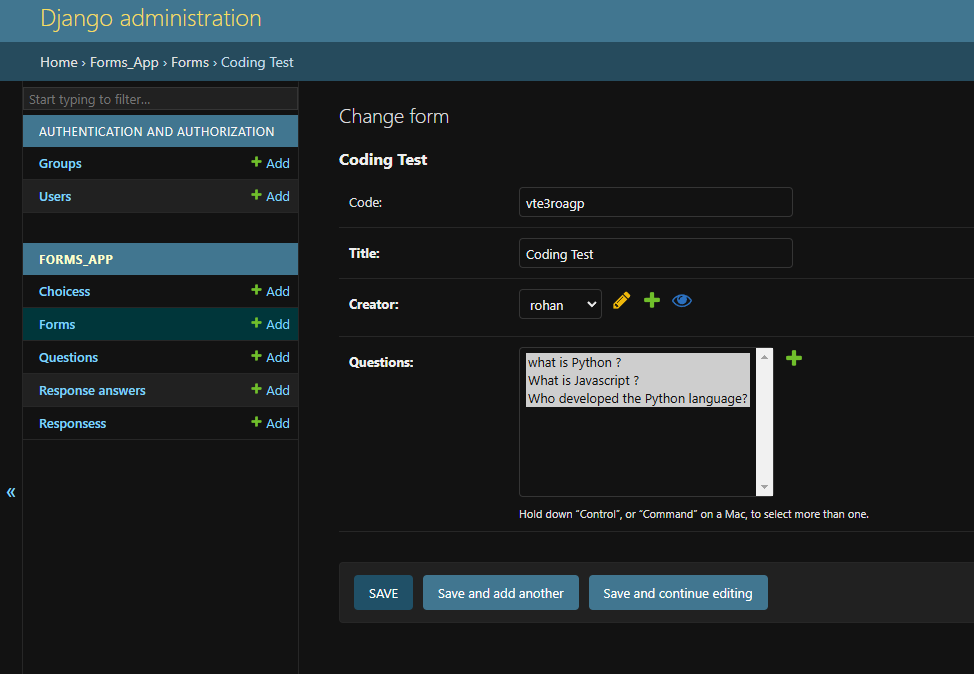 Django administration
Home › Forms_App › Forms › Coding Test
Start typing to filter...
AUTHENTICATION AND AUTHORIZATION
Groups + Add
Users + Add
FORMS_APP
Choicess + Add
Forms + Add
Questions + Add
Response answers + Add
Responsess + Add
«
Change form
Coding Test
Code: vte3roagp
Title: Coding Test
Creator: rohan
Questions: what is Python ?
What is Javascript ?
Who developed the Python language?
Hold down “Control”, or “Command” on a Mac, to select more than one.
SAVE Save and add another Save and continue editing